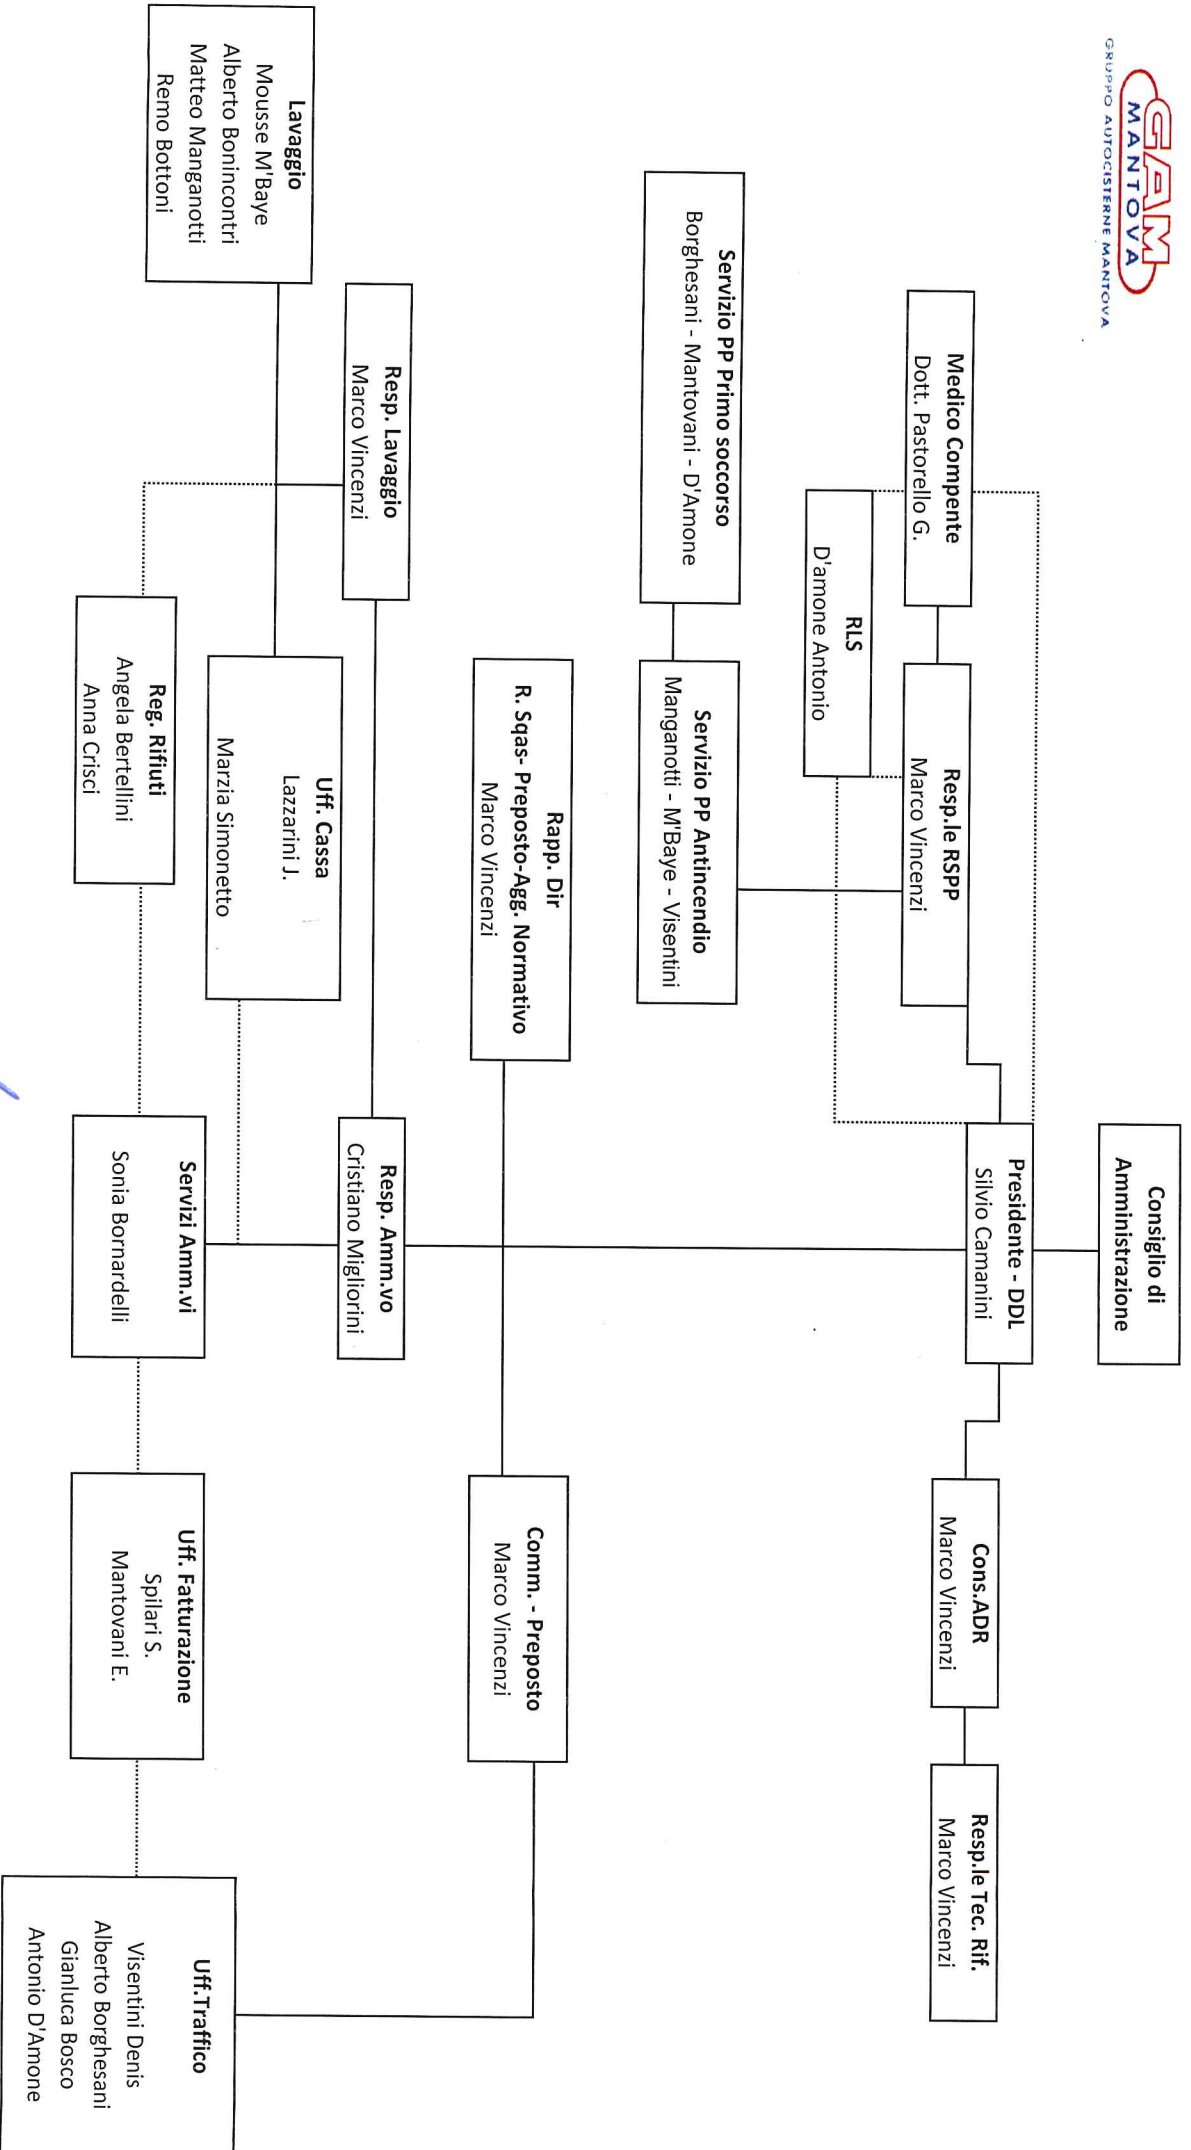 GAM
MANTOVA
GRUPPO AUTOCISTERNE MANTOVA
Consiglio di
Amministrazione
Presidente - DDL
Silvio Camanini
Medico Compente
Dott. Pastorello G.
Resp.le RSPP
Marco Vincenzi
Cons.ADR
Marco Vincenzi
Resp.le Tec. Rif.
Marco Vincenzi
RLS
D'amone Antonio
Servizio PP Primo soccorso
Borghesani - Mantovani - D'Amone
Servizio PP Antincendio
Manganotti - M'Baye - Visentini
Rapp. Dir
R. Sqas- Preposto-Agg. Normativo
Marco Vincenzi
Comm. - Preposto
Marco Vincenzi
Resp. Lavaggio
Marco Vincenzi
Resp. Amm.vo
Cristiano Migliorini
Lavaggio
Mousse M'Baye
Alberto Bonincontri
Matteo Manganotti
Remo Bottoni
Uff. Cassa
Lazzarini J.
Marzia Simonetto
Reg. Rifiuti
Angela Bertellini
Anna Crisci
Servizi Amm.vi
Sonia Bornardelli
Uff. Fatturazione
Spilari S.
Mantovani E.
Uff.Traffico
Visentini Denis
Alberto Borghesani
Gianluca Bosco
Antonio D'Amone